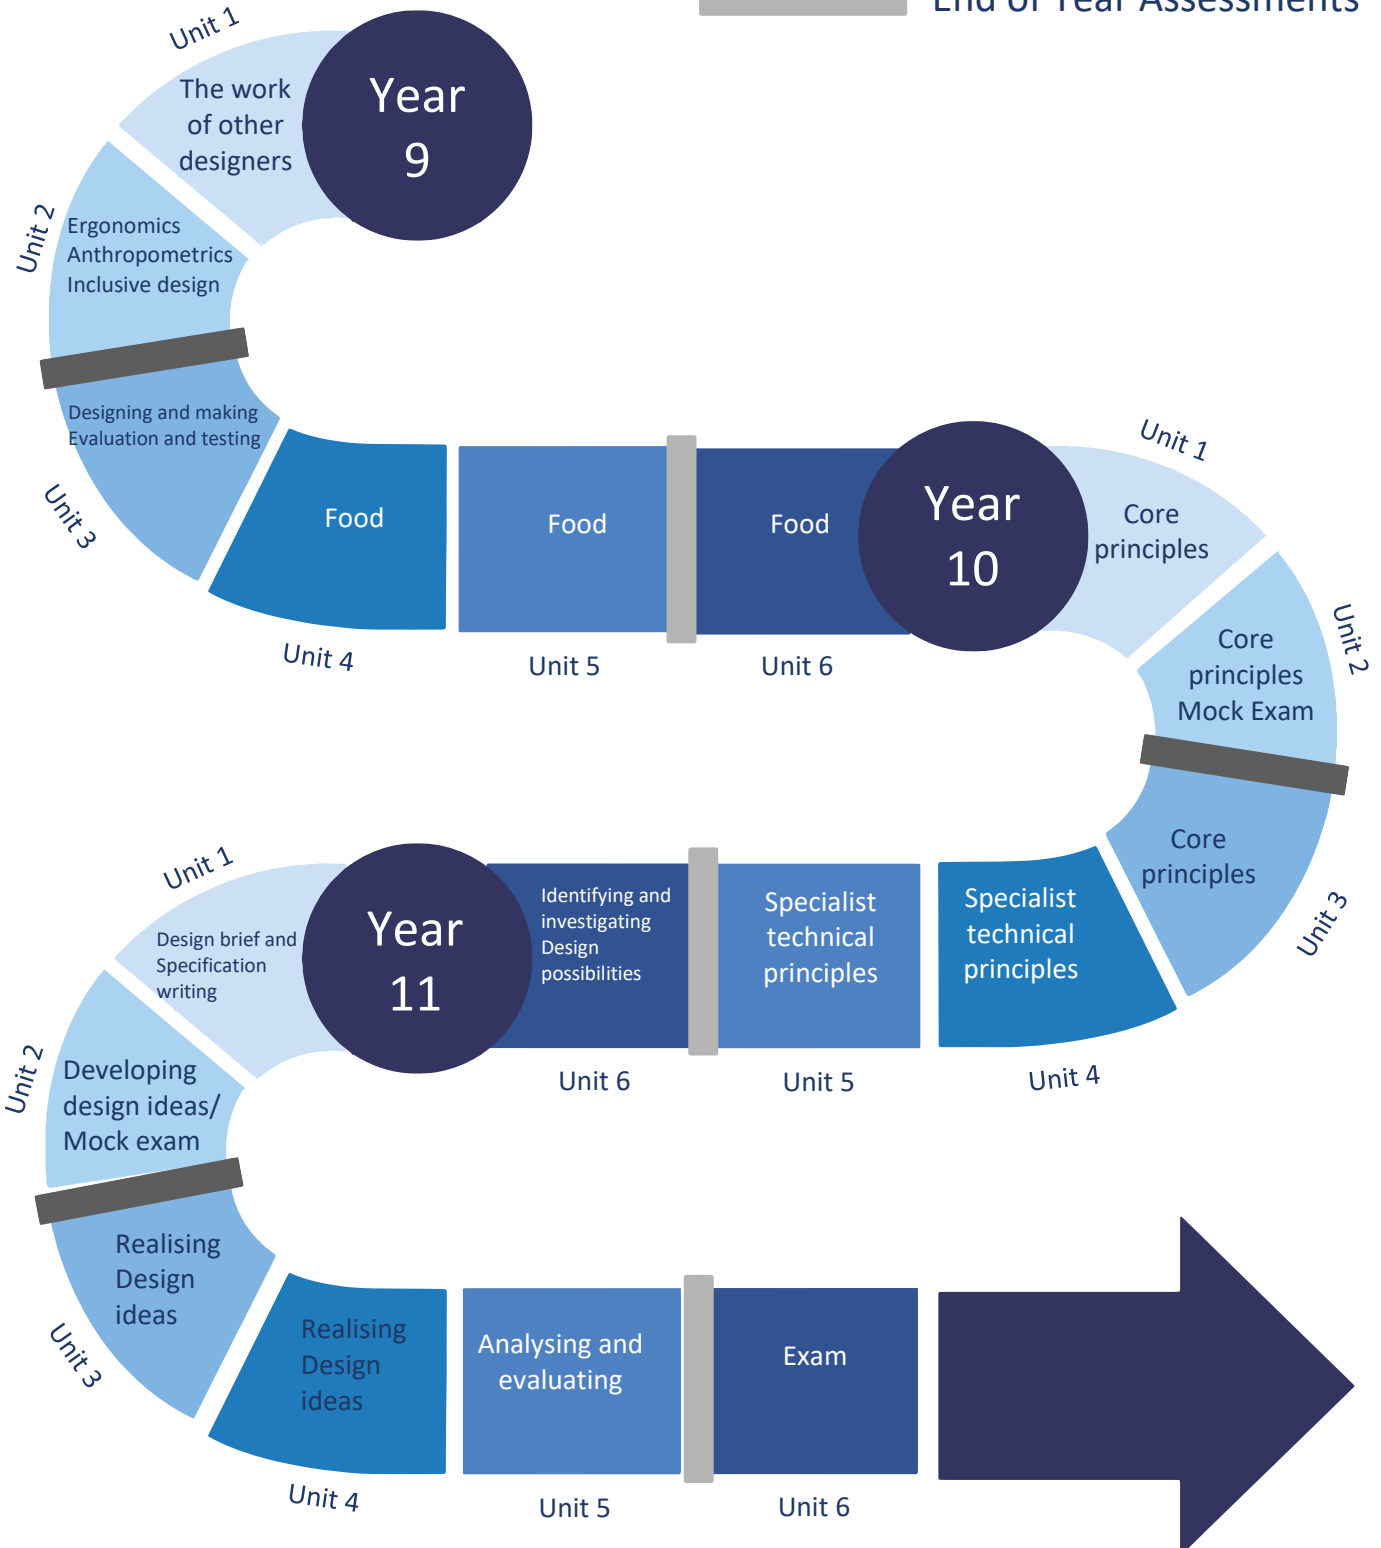 End of Year Assessments
Year
9
Unit 1
The work
of other
designers
Unit 2
Ergonomics
Anthropometrics
Inclusive design
Unit 3
Designing and making
Evaluation and testing
Unit 4
Food
Unit 5
Food
Unit 6
Food
Year
10
Unit 1
Core
principles
Unit 2
Core
principles
Mock Exam
Unit 3
Core
principles
Unit 4
Specialist
technical
principles
Unit 5
Specialist
technical
principles
Unit 6
Identifying and
investigating
Design
possibilities
Year
11
Unit 1
Design brief and
Specification
writing
Unit 2
Developing
design ideas/
Mock exam
Unit 3
Realising
Design
ideas
Unit 4
Realising
Design
ideas
Unit 5
Analysing and
evaluating
Unit 6
Exam